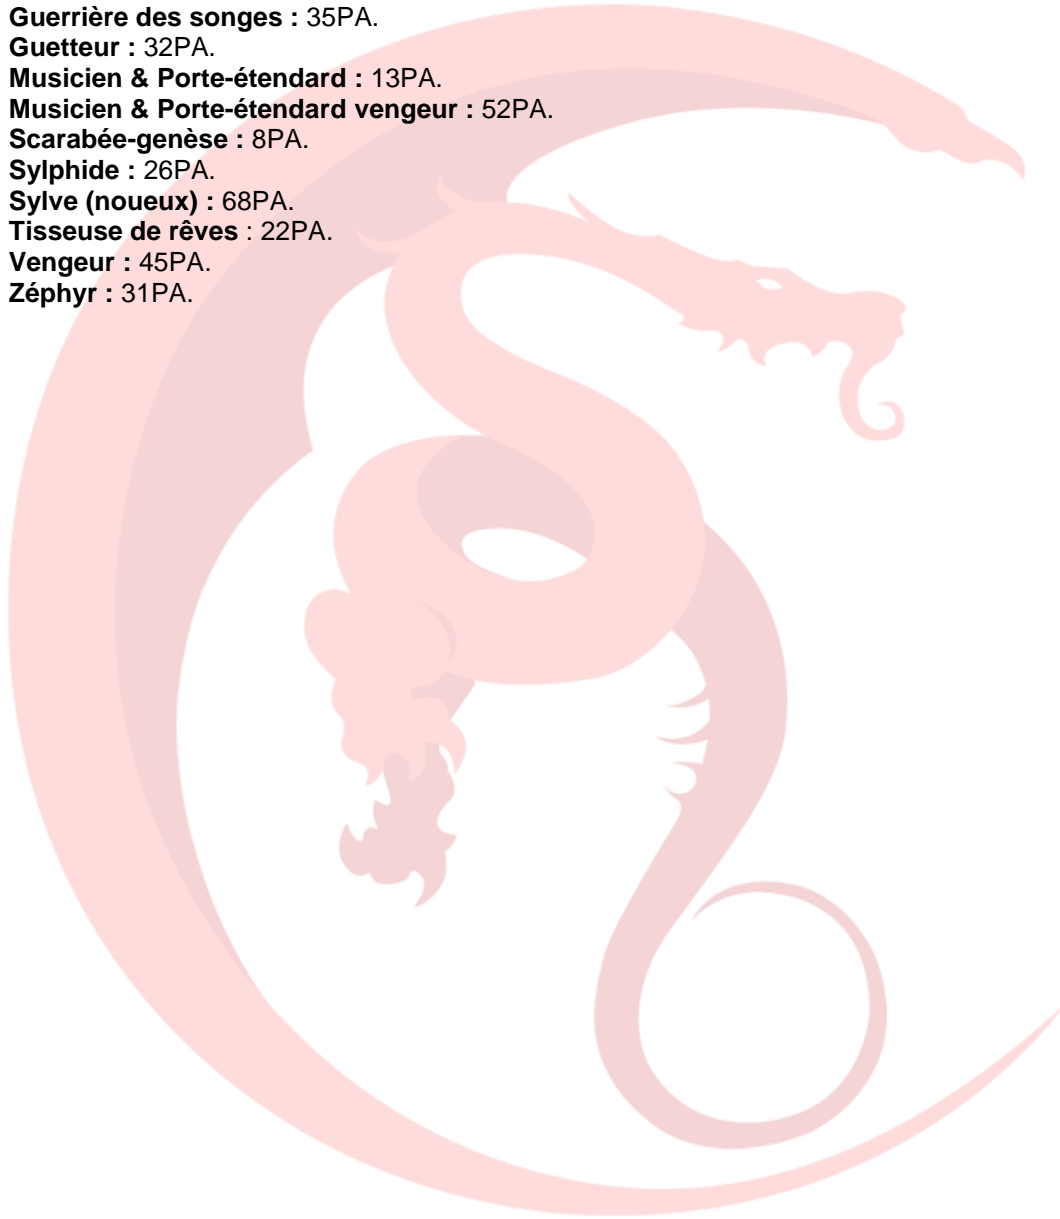 Guerrière des songes : 35PA.
Guetteur : 32PA.
Musicien & Porte-étendard : 13PA.
Musicien & Porte-étendard vengeur : 52PA.
Scarabée-genèse : 8PA.
Sylphide : 26PA.
Sylve (noueux) : 68PA.
Tisseuse de rêves : 22PA.
Vengeur : 45PA.
Zéphyr : 31PA.